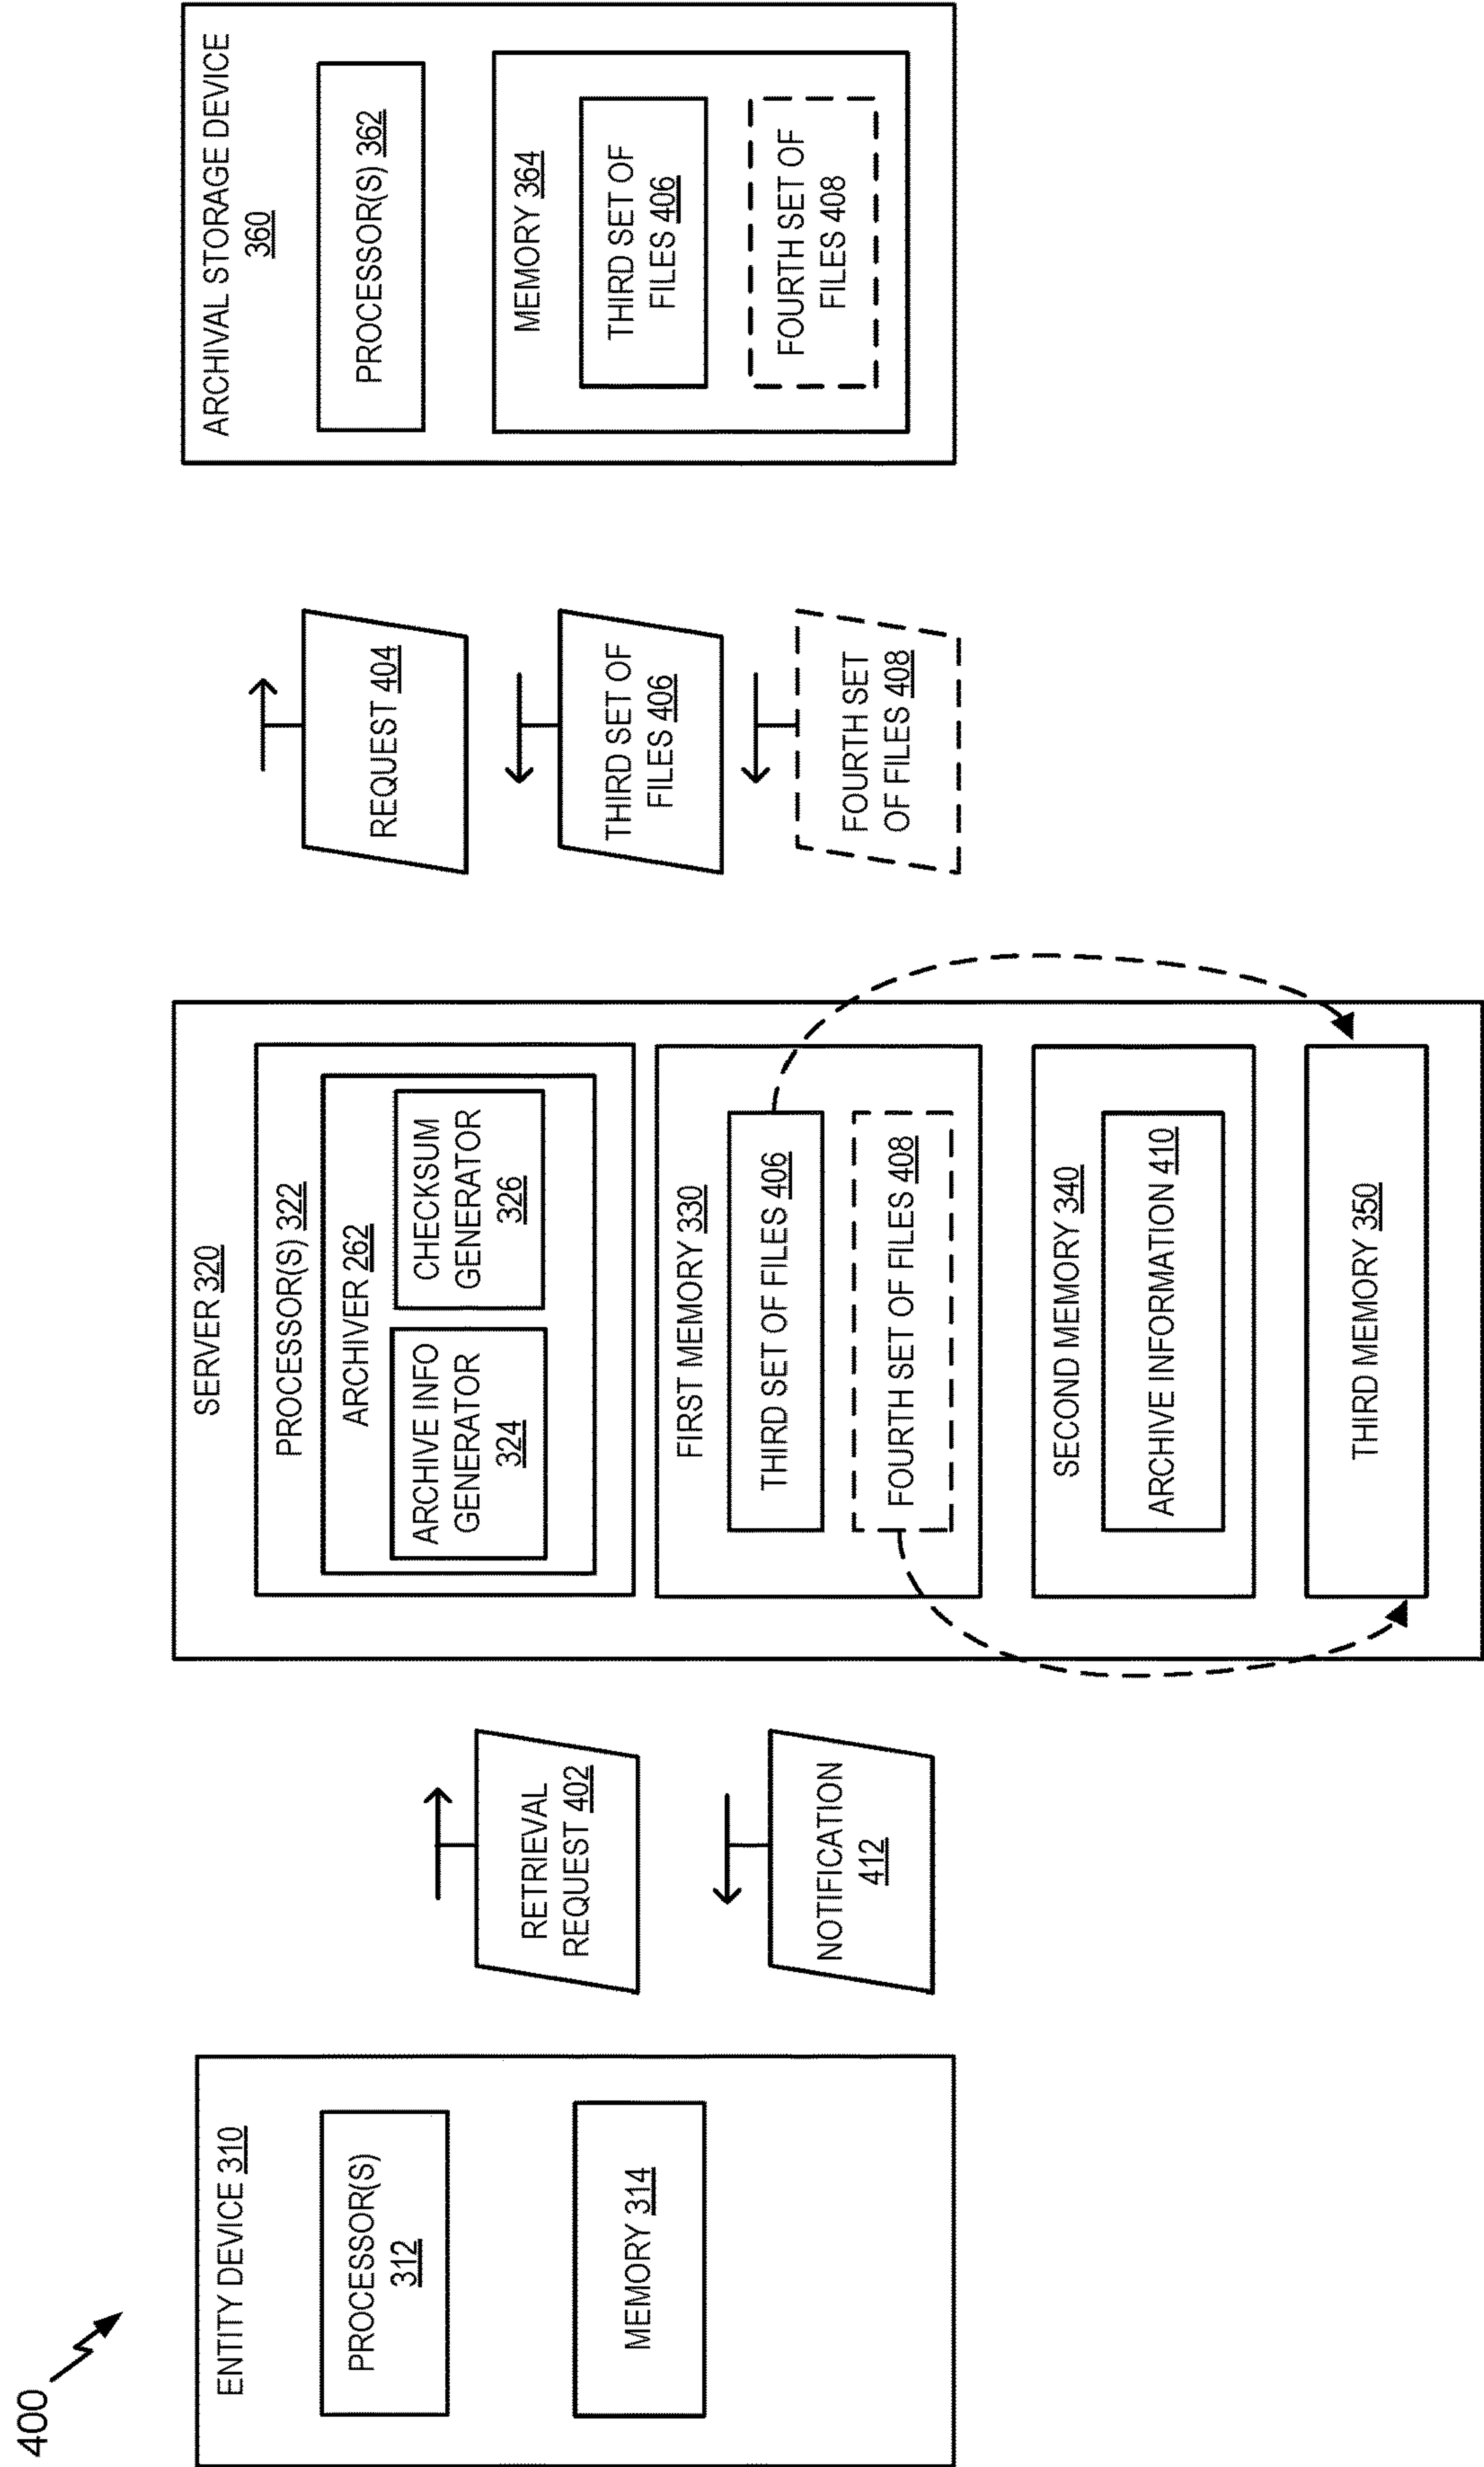 400
ENTITY DEVICE 310
PROCESSOR(S)
312
MEMORY 314
RETRIEVAL
REQUEST 402
NOTIFICATION
412
SERVER 320
PROCESSOR(S) 322
ARCHIVER 262
ARCHIVE INFO
GENERATOR
324
CHECKSUM
GENERATOR
326
FIRST MEMORY 330
THIRD SET OF FILES 406
FOURTH SET OF FILES 408
SECOND MEMORY 340
ARCHIVE INFORMATION 410
THIRD MEMORY 350
REQUEST 404
THIRD SET OF
FILES 406
FOURTH SET
OF FILES 408
ARCHIVAL STORAGE DEVICE
360
PROCESSOR(S) 362
MEMORY 364
THIRD SET OF
FILES 406
FOURTH SET OF
FILES 408